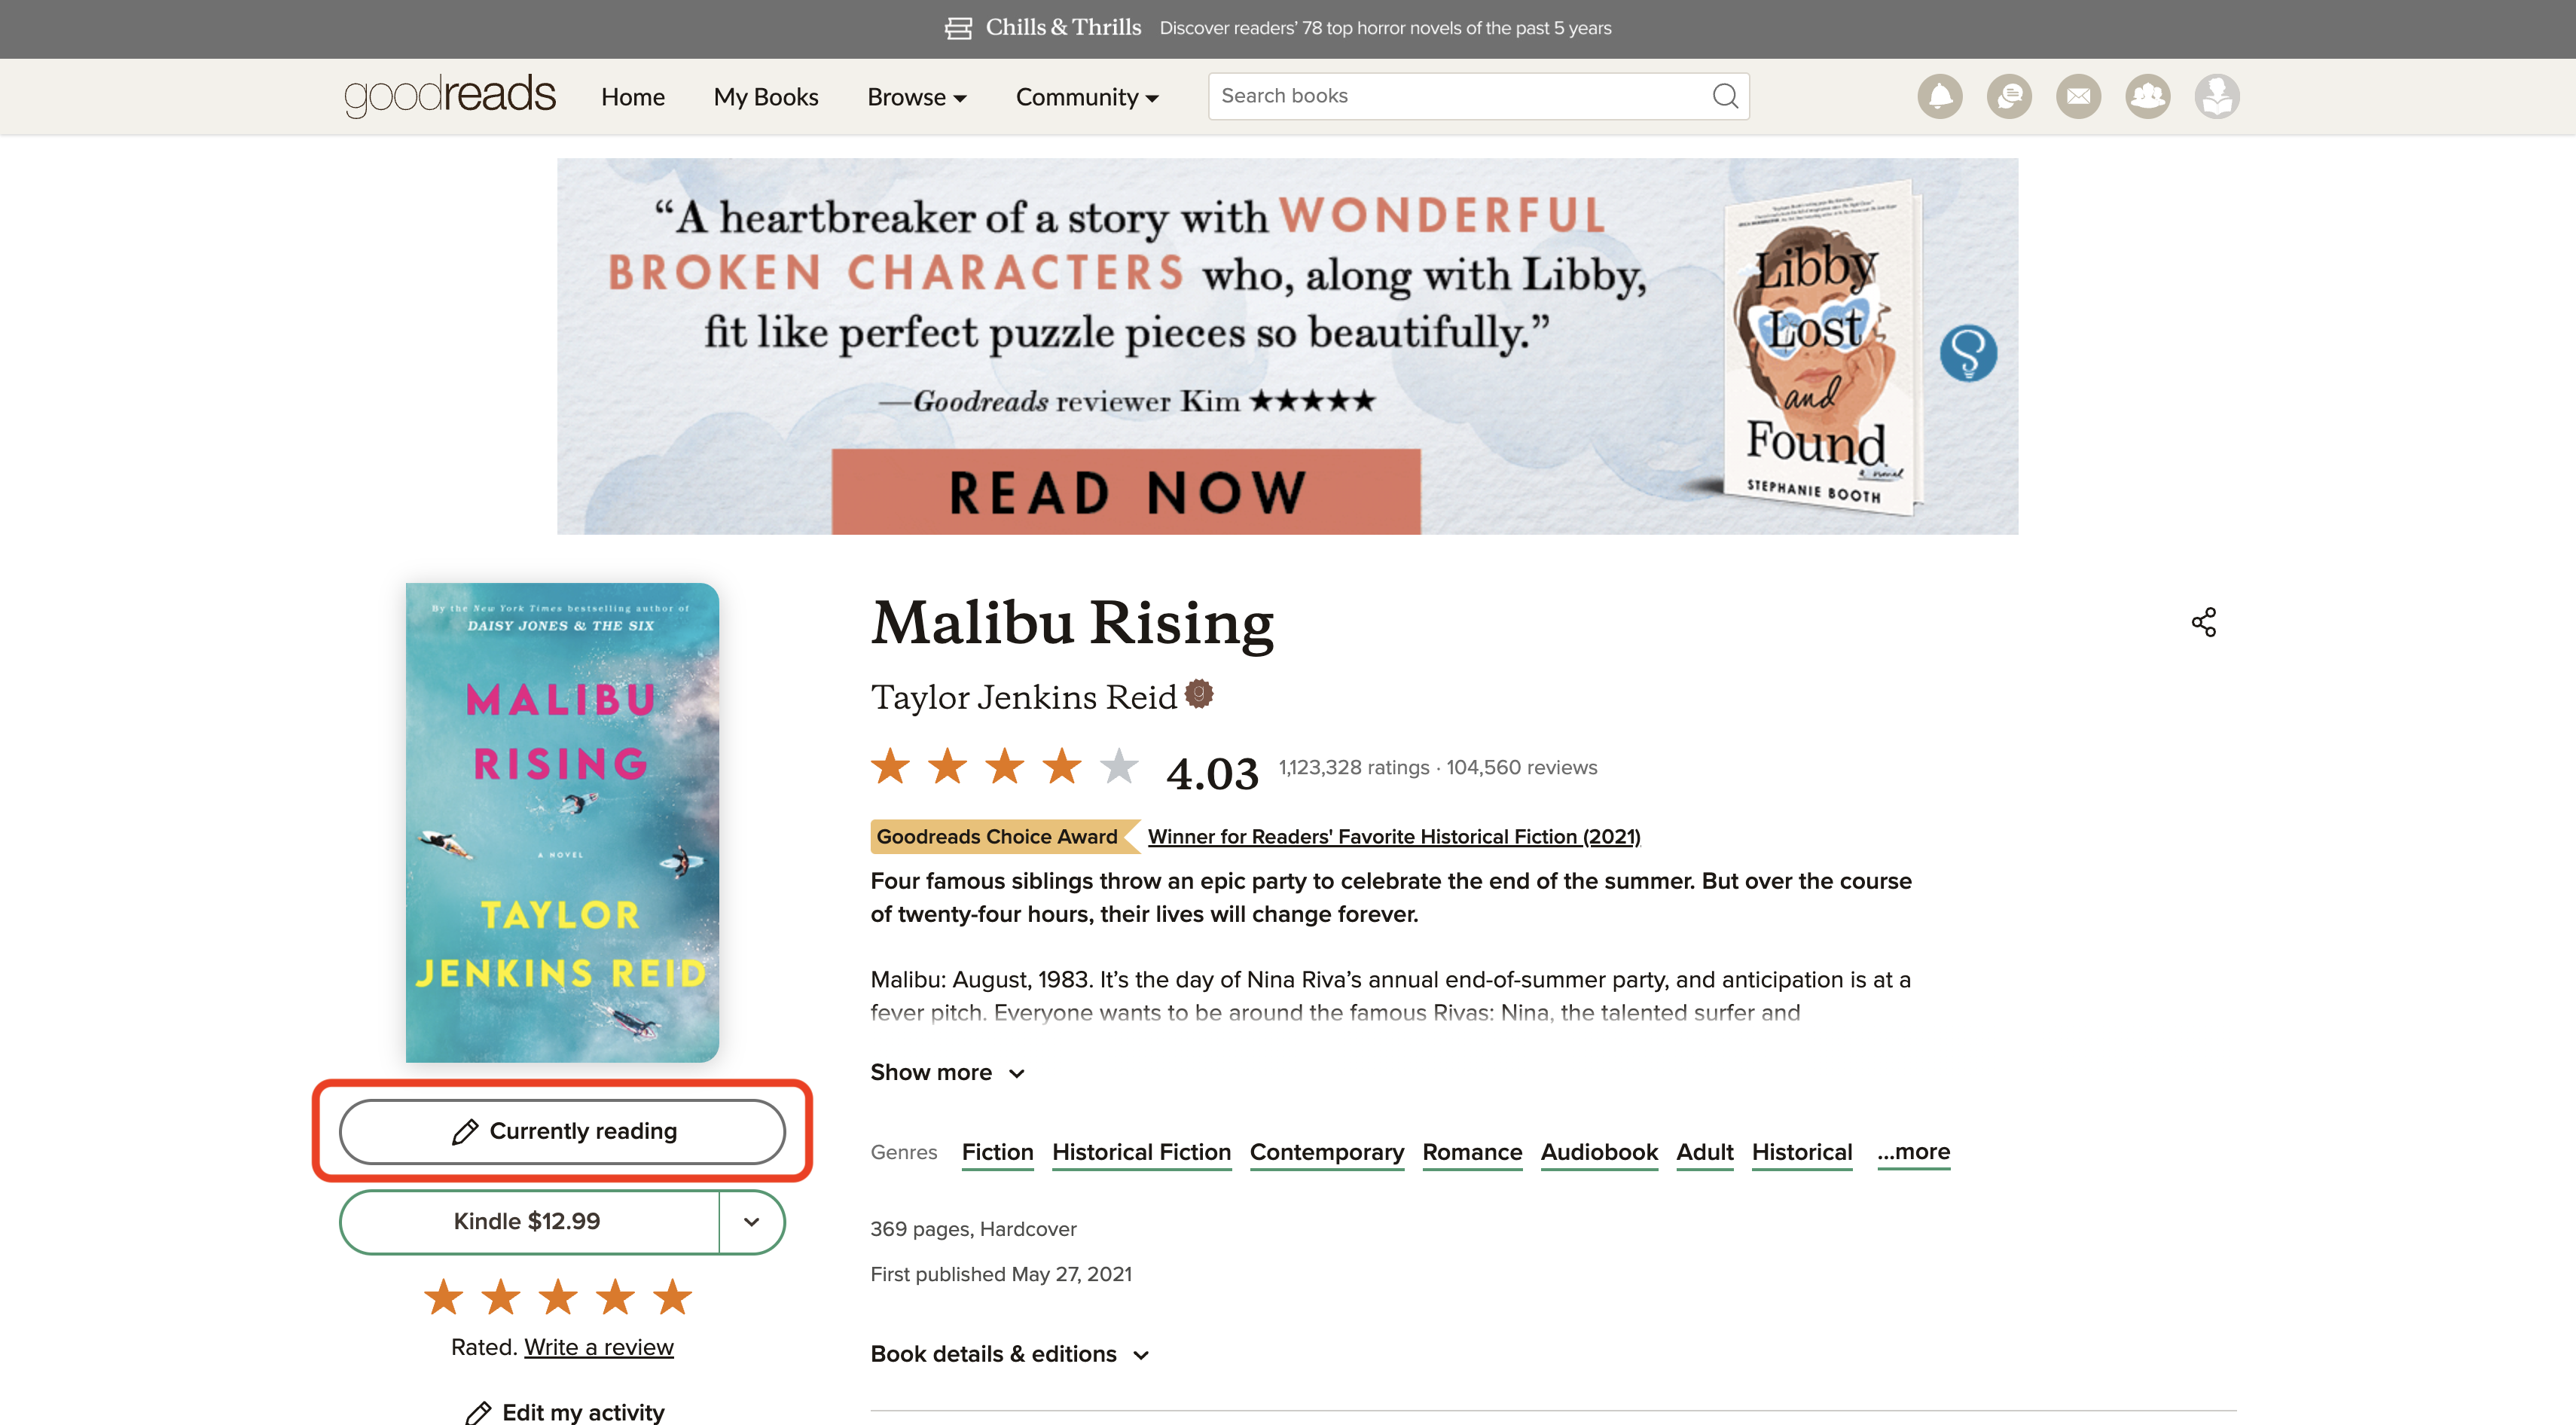 Chills & Thrills Discover readers’ 78 top horror novels of the past 5 years
goodreads Home My Books Browse Community Search books
“A heartbreaker of a story with WONDERFUL
BROKEN CHARACTERS who, along with Libby,
fit like perfect puzzle pieces so beautifully.”
—Goodreads reviewer Kim ★★★★★
READ NOW
Libby
Lost
and
Found
a novel
STEPHANIE BOOTH
By the New York Times bestselling author of
DAISY JONES & THE SIX
MALIBU
RISING
A NOVEL
TAYLOR
JENKINS REID
Currently reading
Kindle $12.99
Rated. Write a review
Edit my activity
Malibu Rising
Taylor Jenkins Reid
4.03 1,123,328 ratings · 104,560 reviews
Goodreads Choice Award Winner for Readers' Favorite Historical Fiction (2021)
Four famous siblings throw an epic party to celebrate the end of the summer. But over the course
of twenty-four hours, their lives will change forever.
Malibu: August, 1983. It’s the day of Nina Riva’s annual end-of-summer party, and anticipation is at a
fever pitch. Everyone wants to be around the famous Rivas: Nina, the talented surfer and
Show more
Genres Fiction Historical Fiction Contemporary Romance Audiobook Adult Historical ...more
369 pages, Hardcover
First published May 27, 2021
Book details & editions